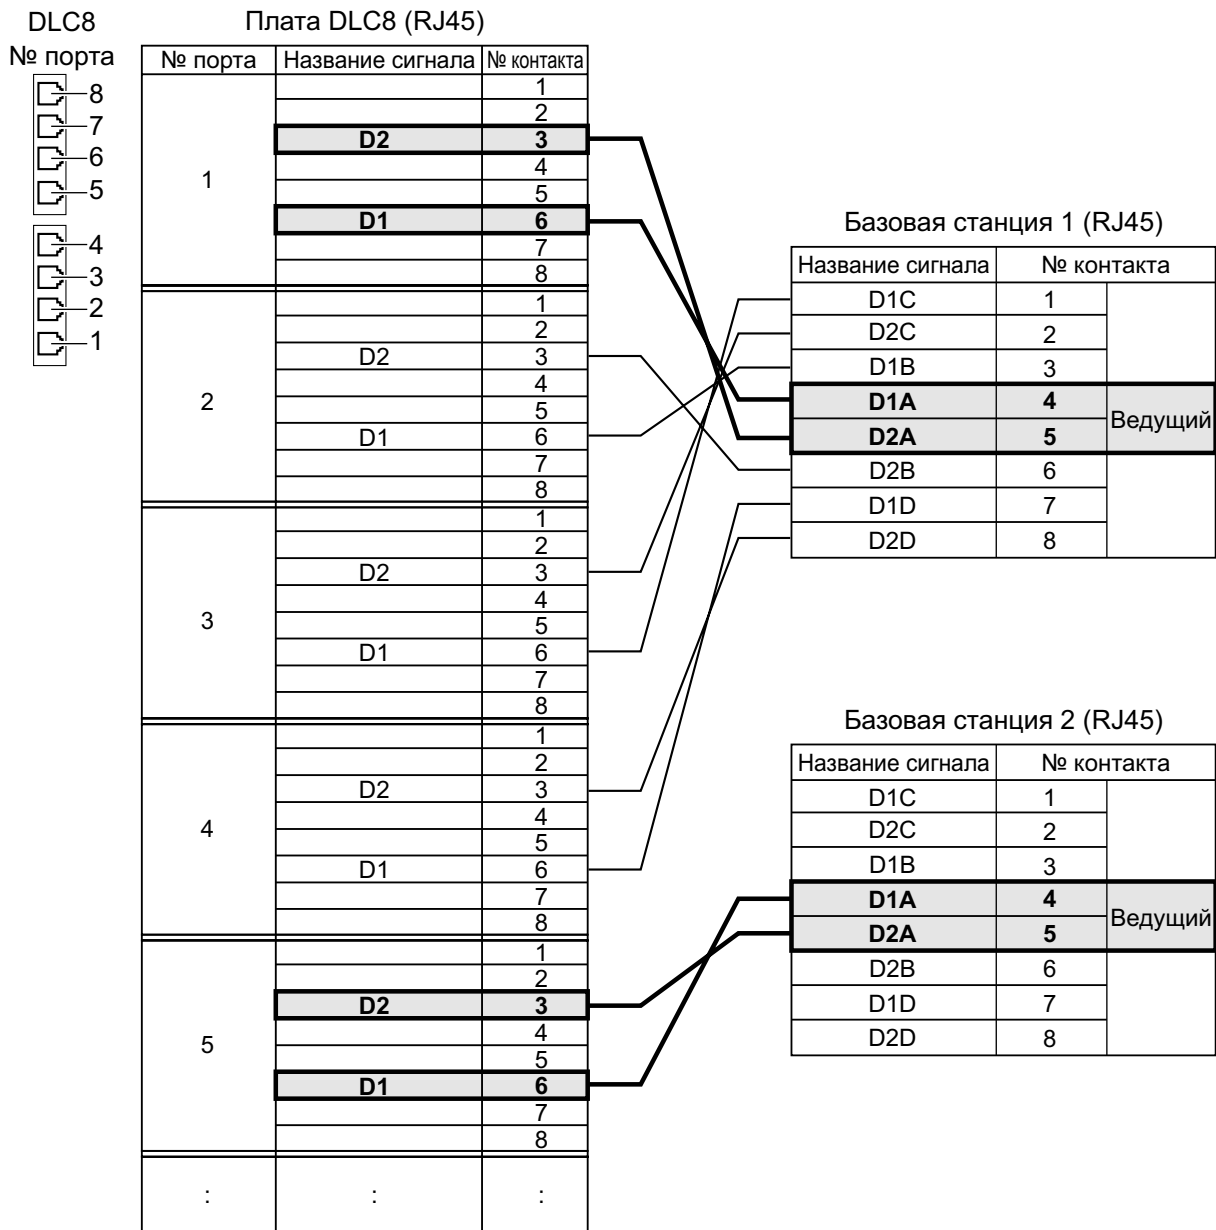 DLC8
№ порта
8
7
6
5
4
3
2
1
Плата DLC8 (RJ45)
№ порта Название сигнала № контакта
1
2
D2 3
4
1
5
D1 6
7
8
1
2
D2 3
4
2
5
D1 6
7
8
1
2
D2 3
4
3
5
D1 6
7
8
1
2
D2 3
4
4
5
D1 6
7
8
1
2
D2 3
4
5
5
D1 6
7
8
: : :
Базовая станция 1 (RJ45)
Название сигнала № контакта
D1C 1
D2C 2
D1B 3
D1A 4
Ведущий
D2A 5
D2B 6
D1D 7
D2D 8
Базовая станция 2 (RJ45)
Название сигнала № контакта
D1C 1
D2C 2
D1B 3
D1A 4
Ведущий
D2A 5
D2B 6
D1D 7
D2D 8